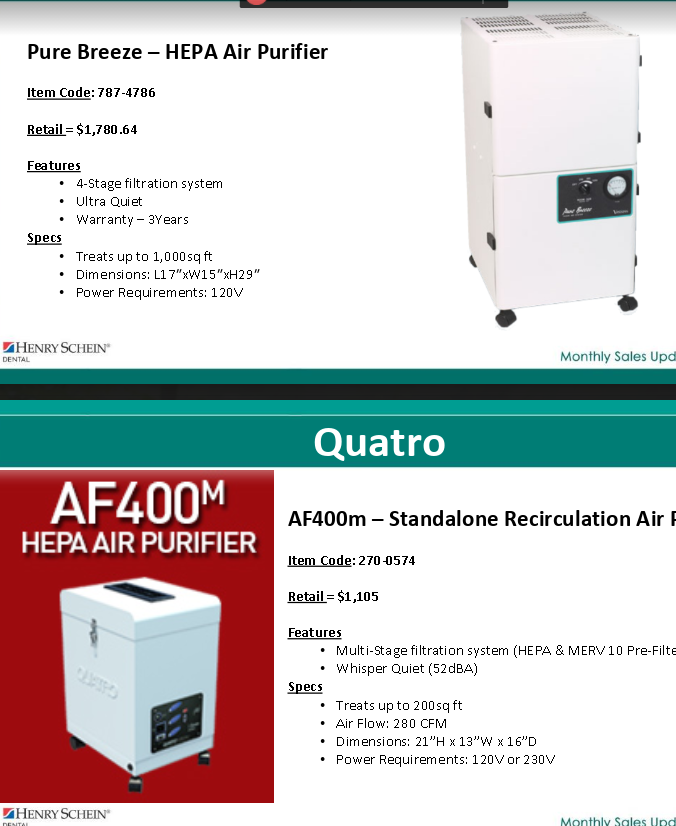 Pure Breeze – HEPA Air Purifier
Item Code: 787-4786
Retail = $1,780.64
Features
• 4-Stage filtration system
• Ultra Quiet
• Warranty – 3Years
Specs
• Treats up to 1,000sq ft
• Dimensions: L17”xW15”xH29”
• Power Requirements: 120V
Pure Breeze
HENRY SCHEIN®
DENTAL
Monthly Sales Upd
Quatro
AF400M
HEPA AIR PURIFIER
QUATRO
AF400m – Standalone Recirculation Air P
Item Code: 270-0574
Retail = $1,105
Features
• Multi-Stage filtration system (HEPA & MERV 10 Pre-Filte
• Whisper Quiet (52dBA)
Specs
• Treats up to 200sq ft
• Air Flow: 280 CFM
• Dimensions: 21”H x 13”W x 16”D
• Power Requirements: 120V or 230V
HENRY SCHEIN®
DENTAL
Monthly Sales Upd